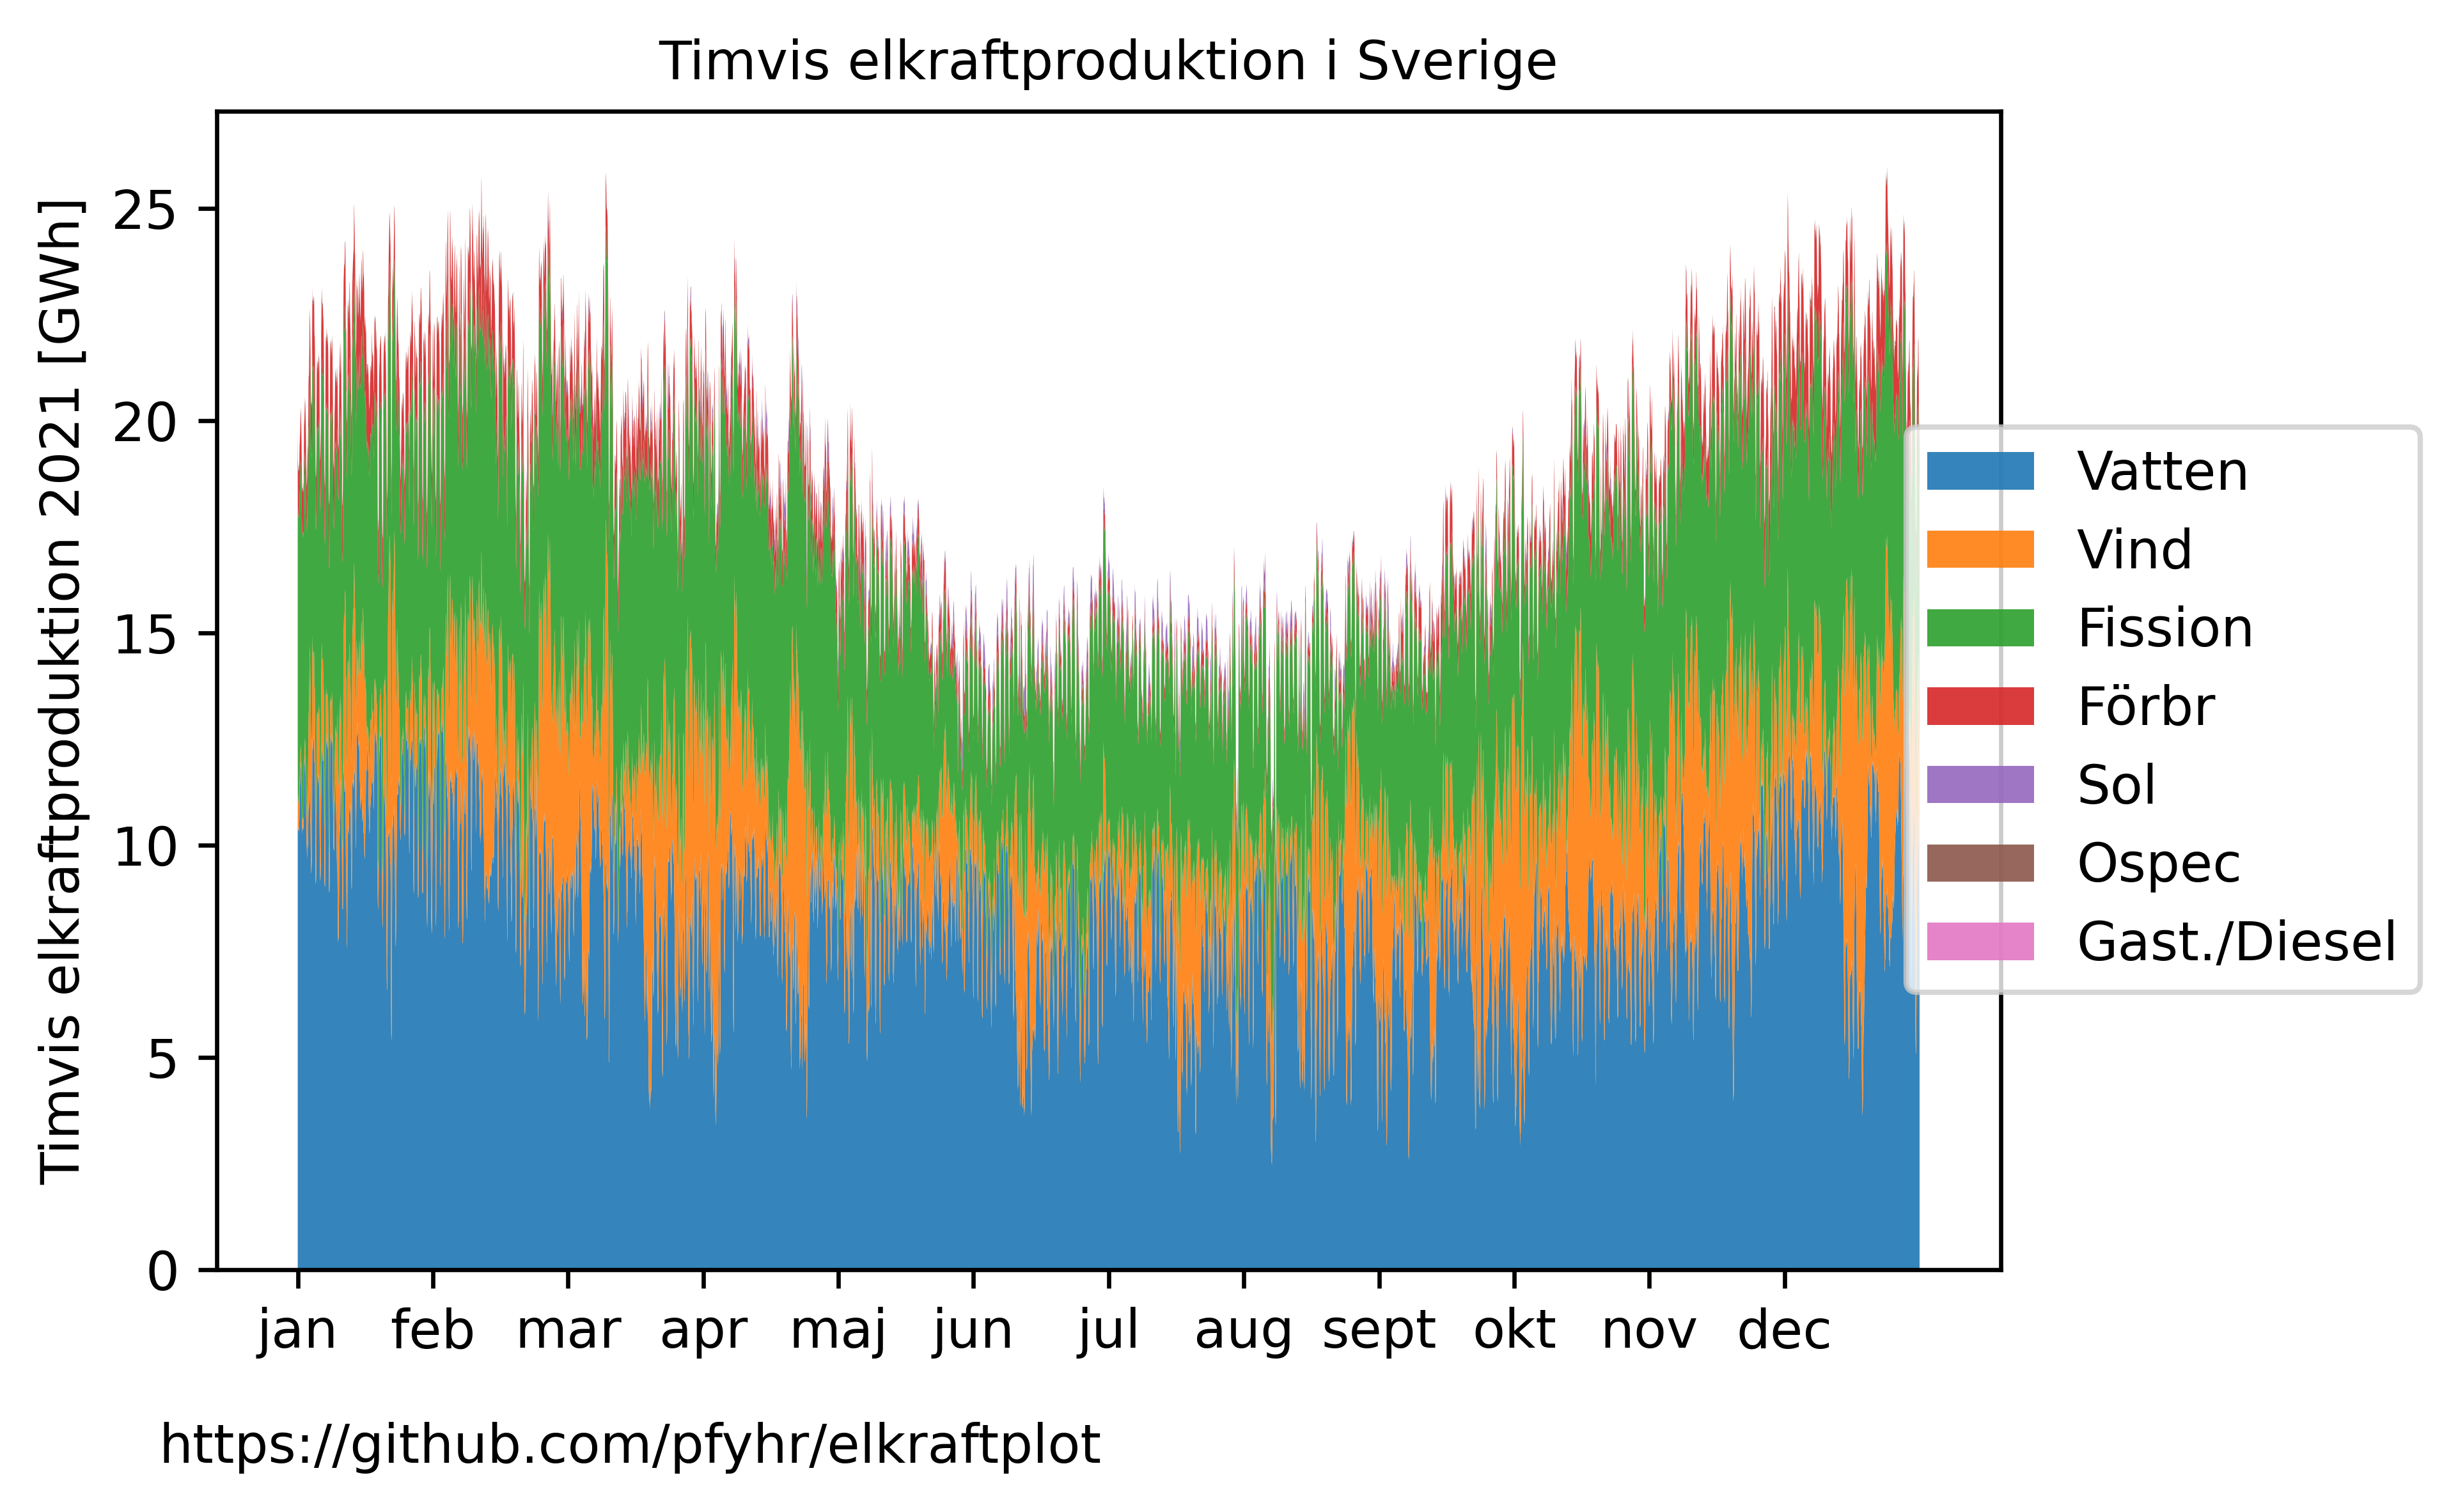 Timvis elkraftproduktion i Sverige
Timvis elkraftproduktion 2021 [GWh]
25
20
15
10
5
0
jan feb mar apr maj jun jul aug sept okt nov dec
Vatten
Vind
Fission
Förbr
Sol
Ospec
Gast./Diesel
https://github.com/pfyhr/elkraftplot